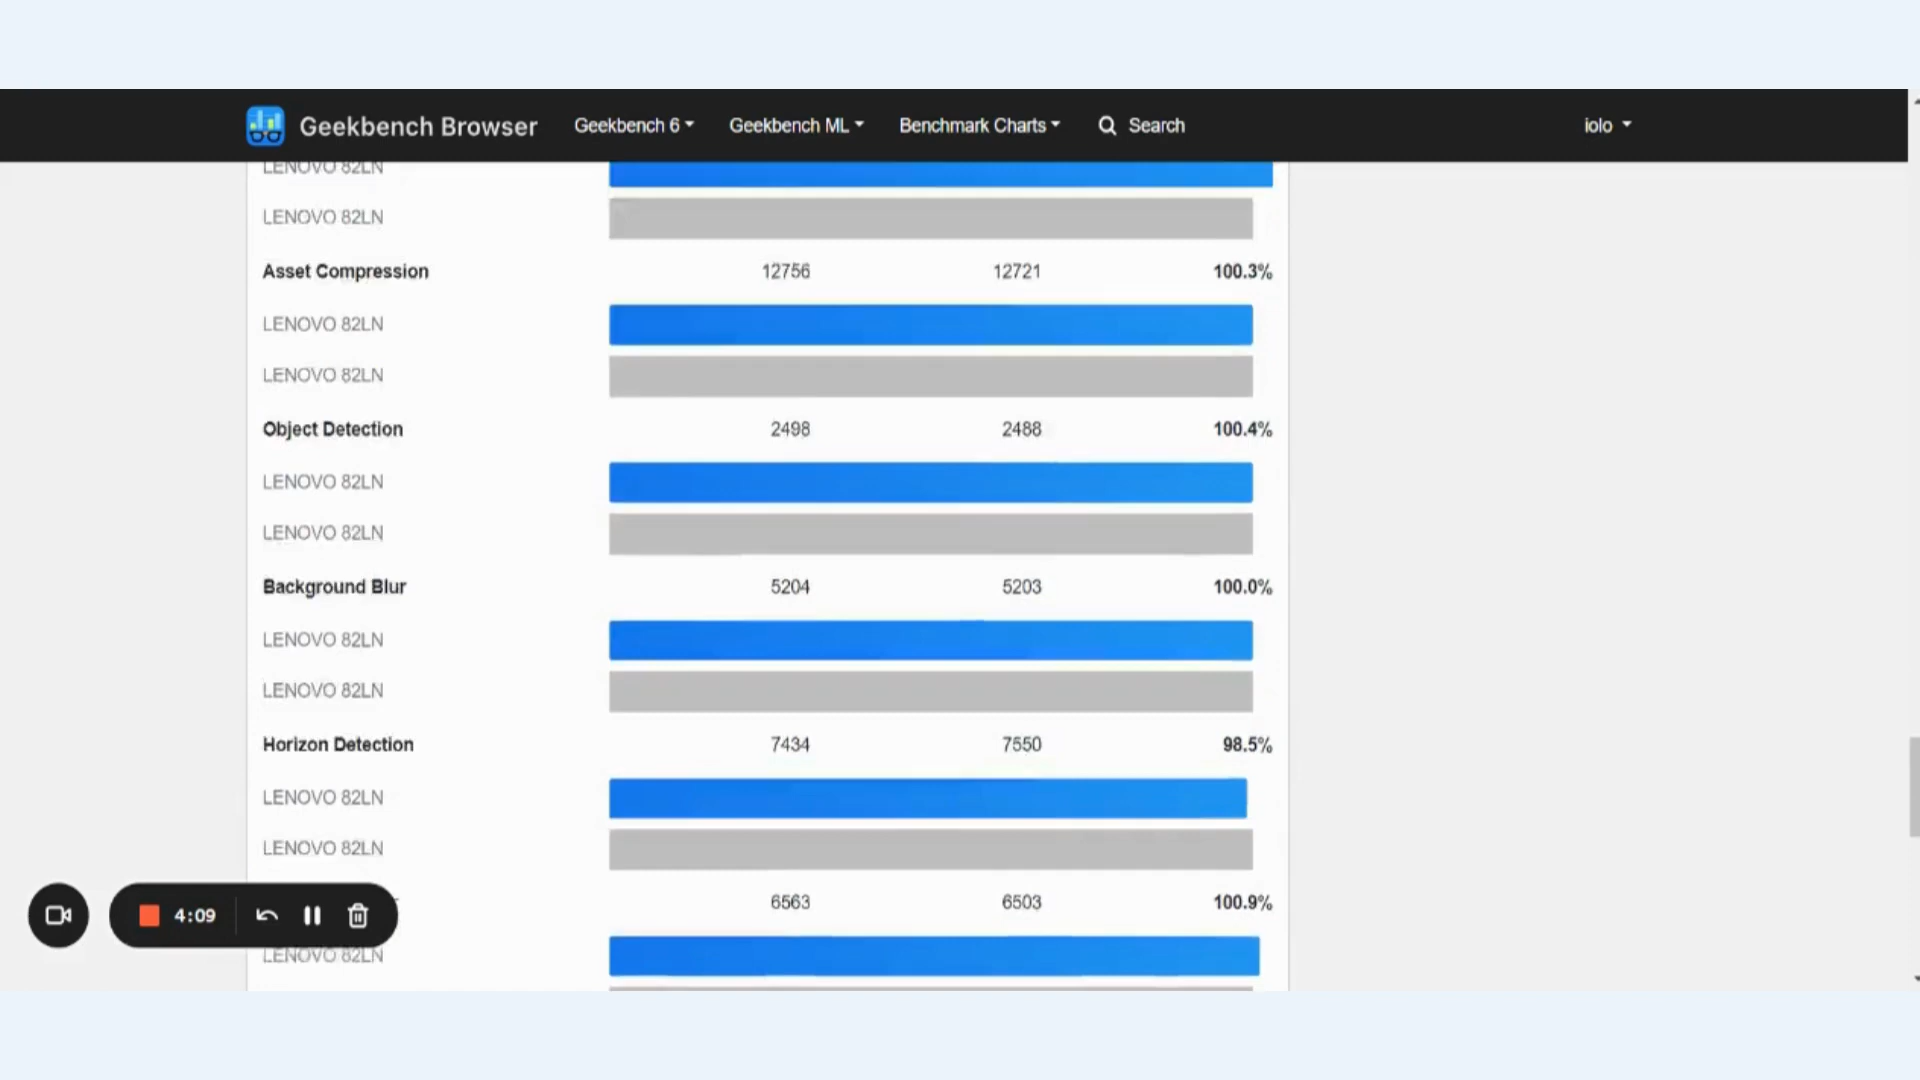 Geekbench Browser Geekbench 6 Geekbench ML Benchmark Charts Search iolo
LENOVO 82LN
LENOVO 82LN
Asset Compression 12756 12721 100.3%
LENOVO 82LN
LENOVO 82LN
Object Detection 2498 2488 100.4%
LENOVO 82LN
LENOVO 82LN
Background Blur 5204 5203 100.0%
LENOVO 82LN
LENOVO 82LN
Horizon Detection 7434 7550 98.5%
LENOVO 82LN
LENOVO 82LN
6563 6503 100.9%
4:09
LENOVO 82LN